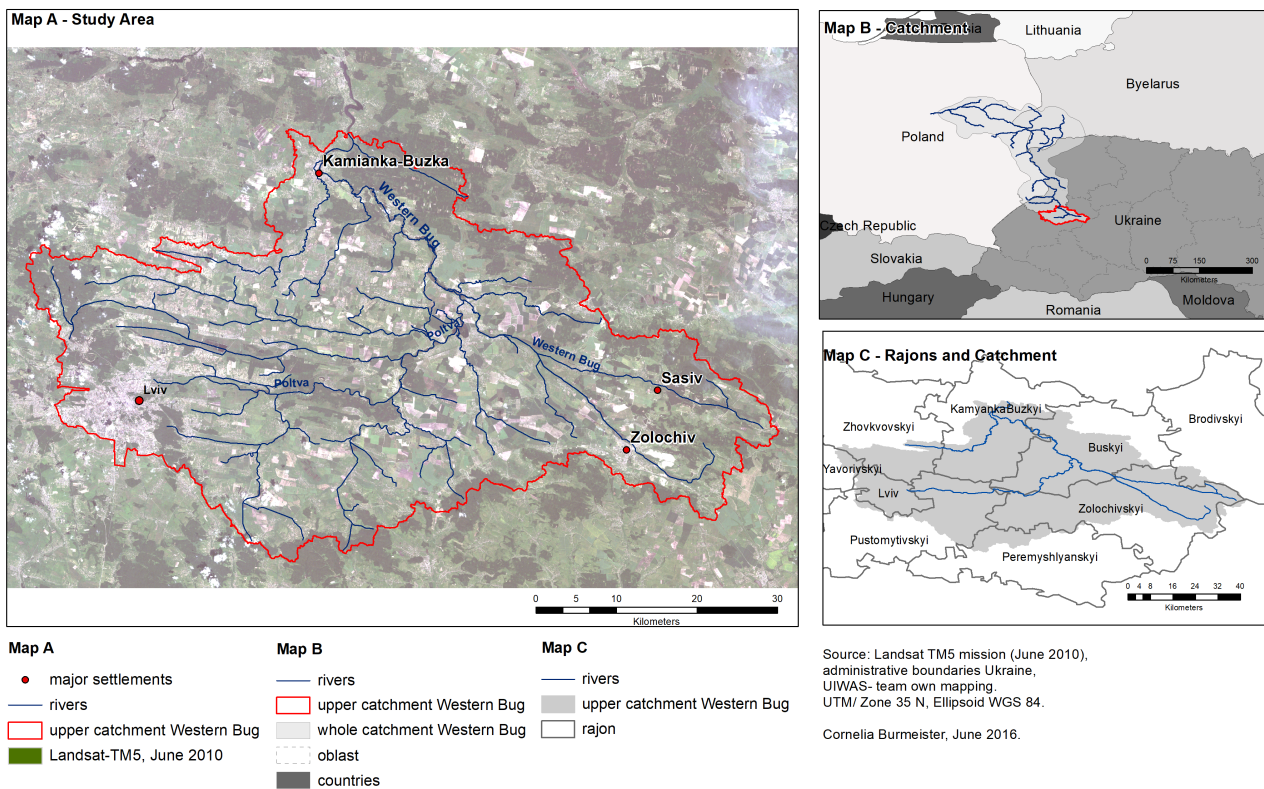 Map A - Study Area
Kamianka-Buzka
Western Bug
Poltva
Western Bug
Sasiv
Poltva
Lviv
Zolochiv
0 5 10 20 30
Kilometers
Map B - Catchment
Lithuania
Byelarus
Poland
Ukraine
Czech Republic
Slovakia
0 75 150 300
Kilometers
Hungary
Moldova
Romania
Map C - Rajons and Catchment
KamyankaBuzkyi
Brodivskyi
Zhovkvovskyi
Buskyi
Yavorivskyi
Lviv
Zolochivskyi
Pustomytivskyi
Peremyshlyanskyi
0 4 8 16 24 32 40
Kilometers
Map A
major settlements
rivers
upper catchment Western Bug
Landsat-TM5, June 2010
Map B
rivers
upper catchment Western Bug
whole catchment Western Bug
oblast
countries
Map C
rivers
upper catchment Western Bug
rajon
Source: Landsat TM5 mission (June 2010),
administrative boundaries Ukraine,
UIWAS- team own mapping.
UTM/ Zone 35 N, Ellipsoid WGS 84.
Cornelia Burmeister, June 2016.